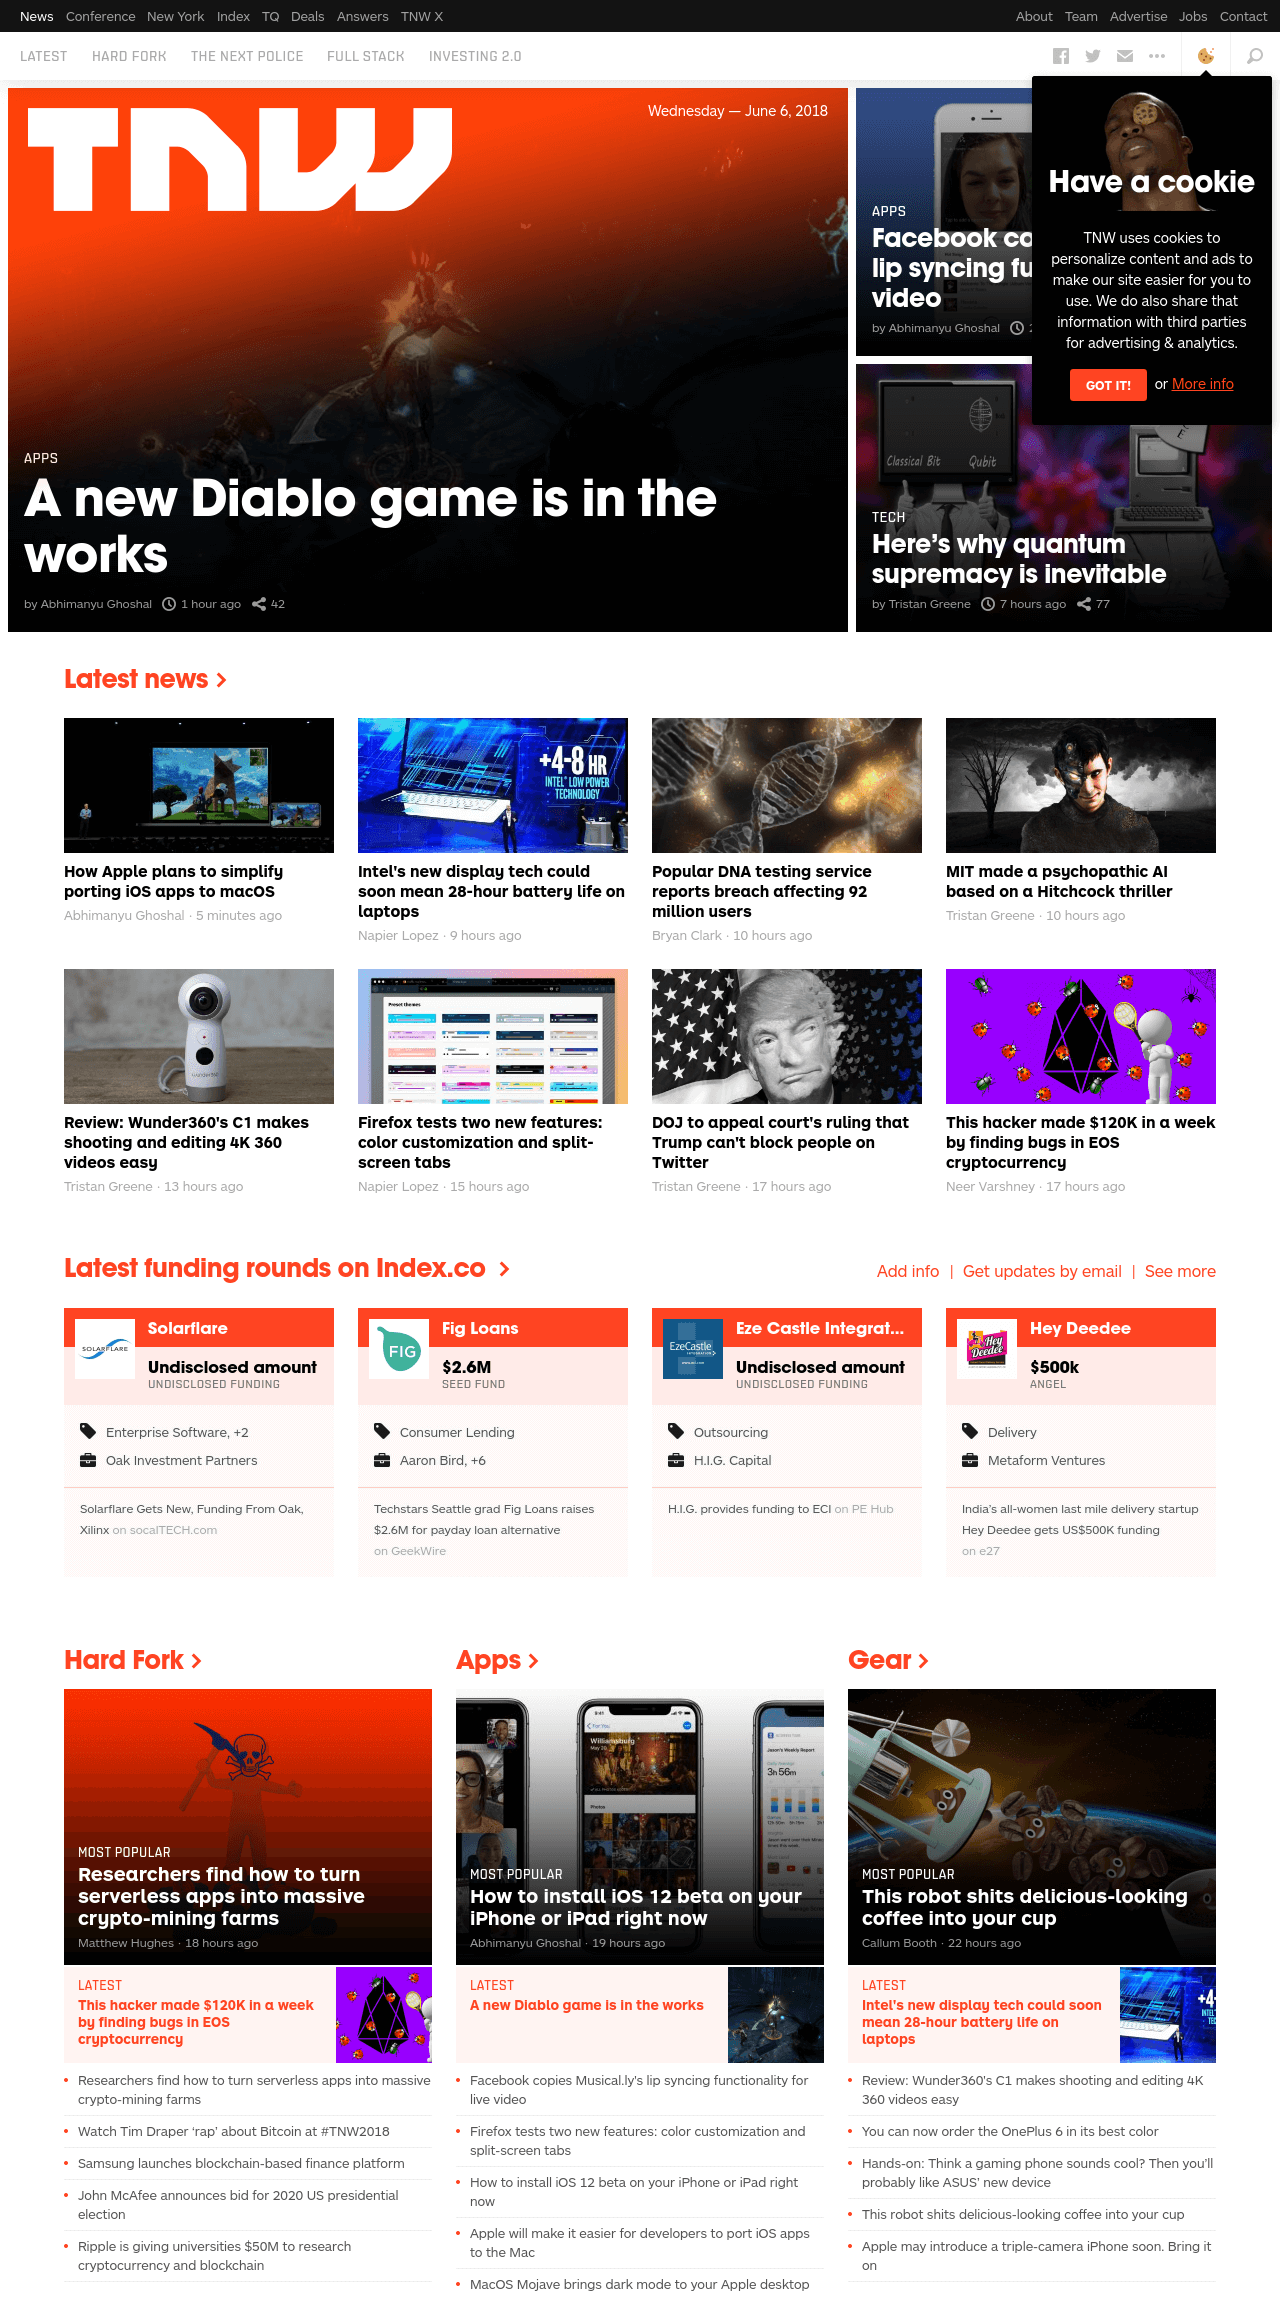 News Conference New York Index TQ Deals Answers TNW X
About Team Advertise Jobs Contact
LATEST HARD FORK THE NEXT POLICE FULL STACK INVESTING 2.0
TNW
Wednesday — June 6, 2018
APPS
A new Diablo game is in the
works
by Abhimanyu Ghoshal 1 hour ago 42
APPS
Facebook
lip syncing
video
by Abhimanyu Ghoshal
Have a cookie
TNW uses cookies to
personalize content and ads to
make our site easier for you to
use. We do also share that
information with third parties
for advertising & analytics.
GOT IT! or More info
Classical Bit Qubit
TECH
Here's why quantum
supremacy is inevitable
by Tristan Greene 7 hours ago 77
Latest news
+4-8 HR
INTEL® LOW POWER
TECHNOLOGY
How Apple plans to simplify
porting iOS apps to macOS
Abhimanyu Ghoshal · 5 minutes ago
Intel's new display tech could
soon mean 28-hour battery life on
laptops
Napier Lopez · 9 hours ago
Popular DNA testing service
reports breach affecting 92
million users
Bryan Clark · 10 hours ago
MIT made a psychopathic AI
based on a Hitchcock thriller
Tristan Greene · 10 hours ago
wunder360
Preset themes
Review: Wunder360's C1 makes
shooting and editing 4K 360
videos easy
Tristan Greene · 13 hours ago
Firefox tests two new features:
color customization and split-
screen tabs
Napier Lopez · 15 hours ago
DOJ to appeal court's ruling that
Trump can't block people on
Twitter
Tristan Greene · 17 hours ago
This hacker made $120K in a week
by finding bugs in EOS
cryptocurrency
Neer Varshney · 17 hours ago
Latest funding rounds on Index.co
Add info | Get updates by email | See more
SOLARFLARE
Solarflare
Undisclosed amount
UNDISCLOSED FUNDING
Enterprise Software, +2
Oak Investment Partners
Solarflare Gets New, Funding From Oak,
Xilinx on socalTECH.com
FIG
Fig Loans
$2.6M
SEED FUND
Consumer Lending
Aaron Bird, +6
Techstars Seattle grad Fig Loans raises
$2.6M for payday loan alternative
on GeekWire
EzeCastle
INTEGRATION
Eze Castle Integrat...
Undisclosed amount
UNDISCLOSED FUNDING
Outsourcing
H.I.G. Capital
H.I.G. provides funding to ECI on PE Hub
Hey
Deedee
Hey Deedee
$500k
ANGEL
Delivery
Metaform Ventures
India's all-women last mile delivery startup
Hey Deedee gets US$500K funding
on e27
Hard Fork
MOST POPULAR
Researchers find how to turn
serverless apps into massive
crypto-mining farms
Matthew Hughes · 18 hours ago
LATEST
This hacker made $120K in a week
by finding bugs in EOS
cryptocurrency
Researchers find how to turn serverless apps into massive
crypto-mining farms
Watch Tim Draper ‘rap’ about Bitcoin at #TNW2018
Samsung launches blockchain-based finance platform
John McAfee announces bid for 2020 US presidential
election
Ripple is giving universities $50M to research
cryptocurrency and blockchain
Apps
For You
Williamsburg
Photos
Jason's Weekly Report
3h 56m
MOST POPULAR
How to install iOS 12 beta on your
iPhone or iPad right now
Abhimanyu Ghoshal · 19 hours ago
LATEST
A new Diablo game is in the works
Facebook copies Musical.ly's lip syncing functionality for
live video
Firefox tests two new features: color customization and
split-screen tabs
How to install iOS 12 beta on your iPhone or iPad right
now
Apple will make it easier for developers to port iOS apps
to the Mac
MacOS Mojave brings dark mode to your Apple desktop
Gear
MOST POPULAR
This robot shits delicious-looking
coffee into your cup
Callum Booth · 22 hours ago
LATEST
Intel's new display tech could soon
mean 28-hour battery life on
laptops
Review: Wunder360's C1 makes shooting and editing 4K
360 videos easy
You can now order the OnePlus 6 in its best color
Hands-on: Think a gaming phone sounds cool? Then you'll
probably like ASUS' new device
This robot shits delicious-looking coffee into your cup
Apple may introduce a triple-camera iPhone soon. Bring it
on